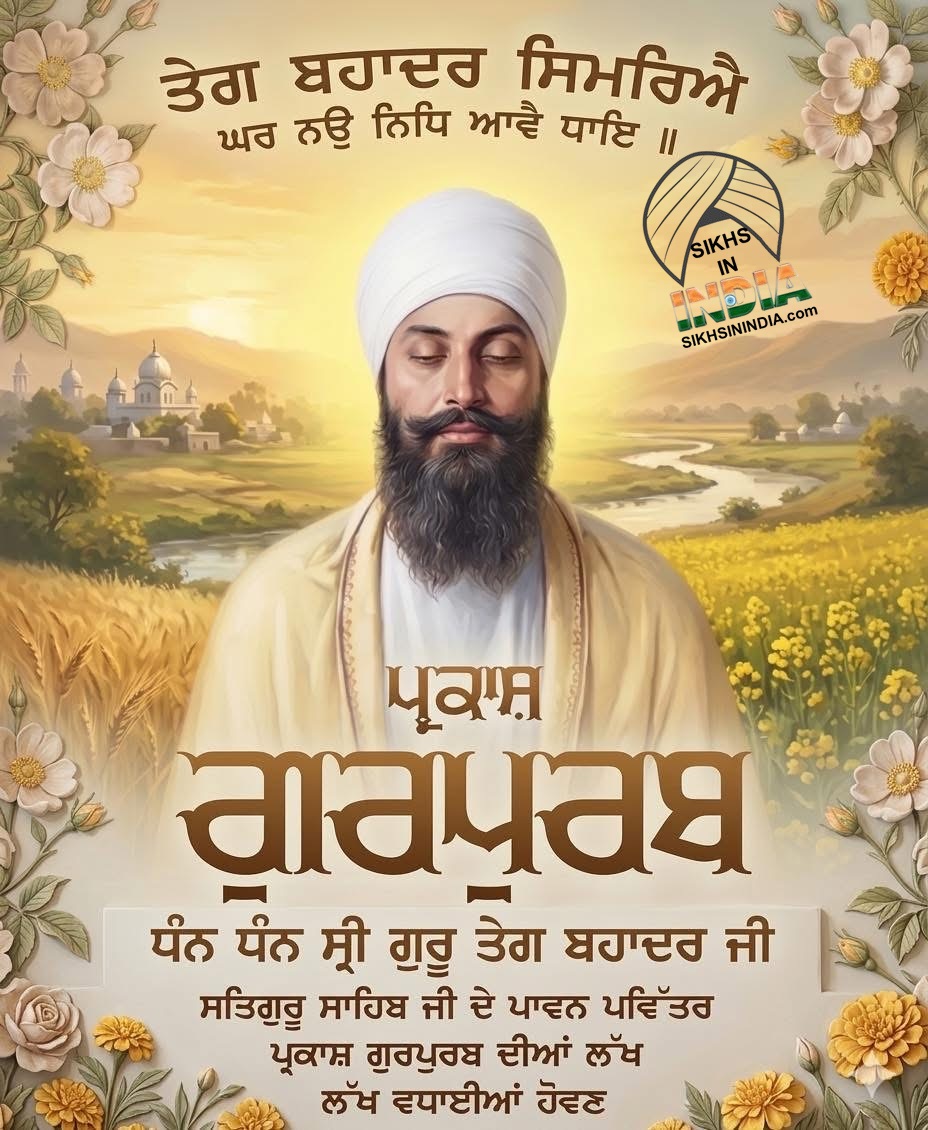 ਤੇਗ ਬਹਾਦਰ ਸਿਮਰਿਐ
ਘਰ ਨਉ ਨਿਧਿ ਆਵੈ ਧਾਇ ॥
SIKHS
IN
INDIA
SIKHSININDIA.com
ਪ੍ਰਕਾਸ਼
ਗੁਰਪੁਰਬ
ਧੰਨ ਧੰਨ ਸ੍ਰੀ ਗੁਰੂ ਤੇਗ ਬਹਾਦਰ ਜੀ
ਸਤਿਗੁਰੂ ਸਾਹਿਬ ਜੀ ਦੇ ਪਾਵਨ ਪਵਿੱਤਰ
ਪ੍ਰਕਾਸ਼ ਗੁਰਪੁਰਬ ਦੀਆਂ ਲੱਖ
ਲੱਖ ਵਧਾਈਆਂ ਹੋਵਣ